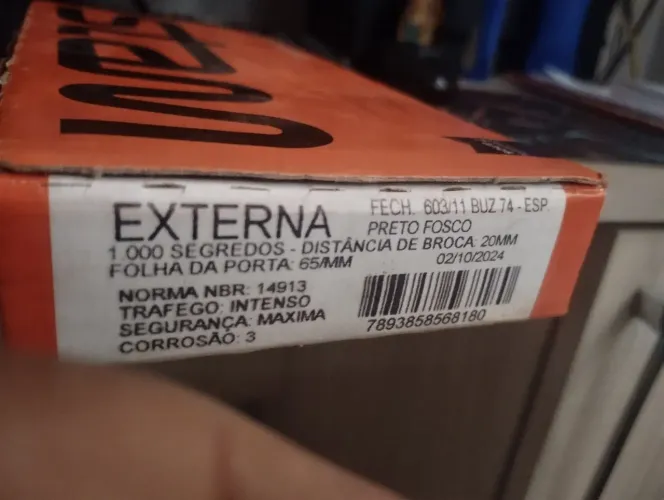 EXTERNA
FECH. 603/11 BUZ 74 - ESP.
PRETO FOSCO
1.000 SEGREDOS - DISTÂNCIA DE BROCA: 20MM
FOLHA DA PORTA: 65/MM
02/10/2024
NORMA NBR: 14913
TRAFEGO: INTENSO
SEGURANÇA: MAXIMA
CORROSÃO: 3
7893858568180